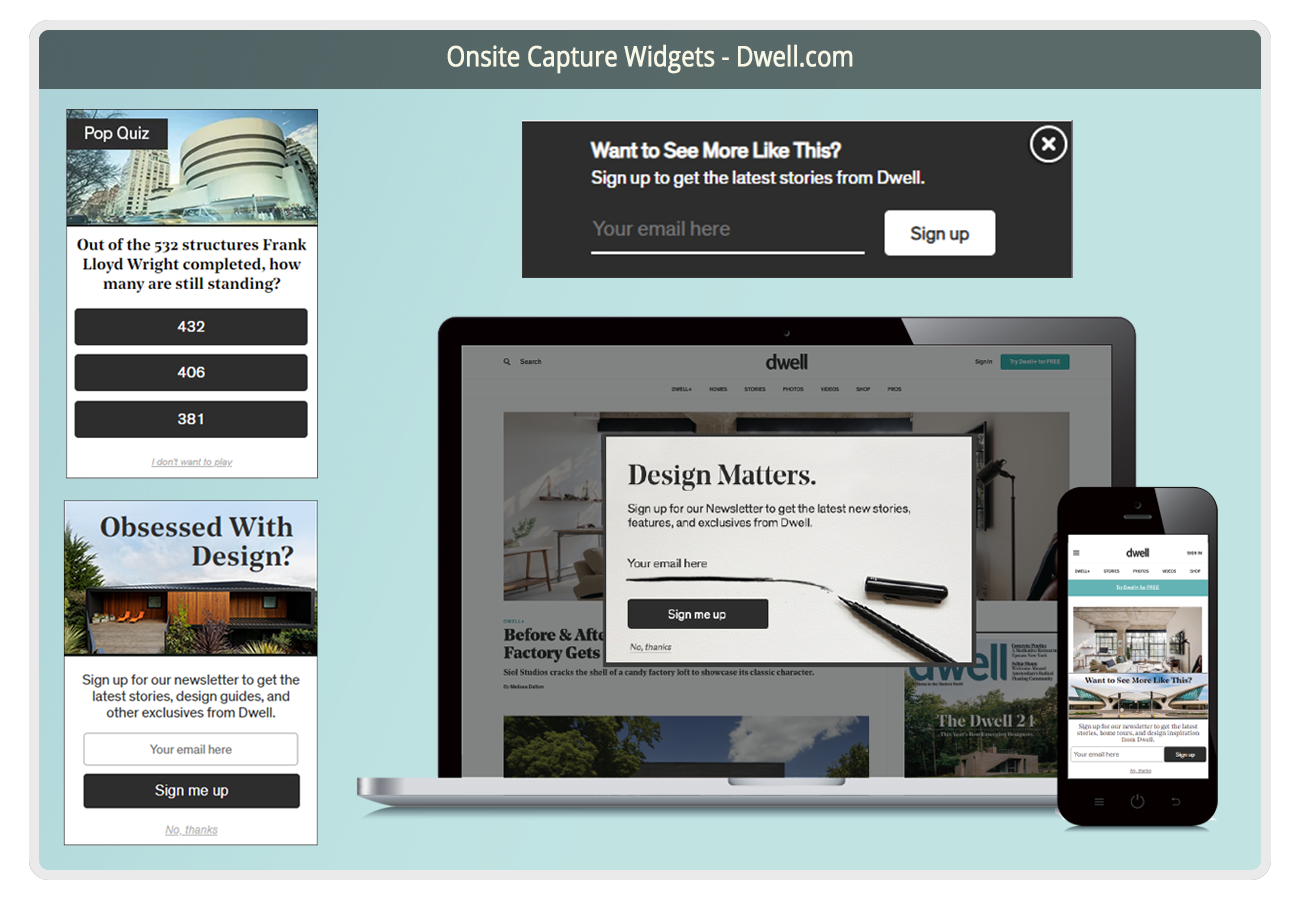 Onsite Capture Widgets - Dwell.com
Pop Quiz
Out of the 532 structures Frank
Lloyd Wright completed, how
many are still standing?
432
406
381
I don't want to play
Obsessed With
Design?
Sign up for our newsletter to get the
latest stories, design guides, and
other exclusives from Dwell.
Your email here
Sign me up
No, thanks
Want to See More Like This?
Sign up to get the latest stories from Dwell.
Your email here
Sign up
Search
dwell
Sign In
Try Dwell+ for FREE
DWELL+ HOMES STORIES PHOTOS VIDEOS SHOP PROS
Design Matters.
Sign up for our Newsletter to get the latest new stories,
features, and exclusives from Dwell.
Your email here
Sign me up
No, thanks
DWELL+
Before & Afte
Factory Gets
Siol Studios cracks the shell of a candy factory loft to showcase its classic character.
By Melissa Dalton
dwell
The Dwell 24
This Year's Best Emerging Designers
dwell
SIGN IN
DWELL+ STORIES PHOTOS VIDEOS SHOP
Try Dwell+ for FREE
Want to See More Like This?
Sign up for our newsletter to get the latest
stories, home tours, and design inspiration
from Dwell.
Your email here
Sign up
No, thanks